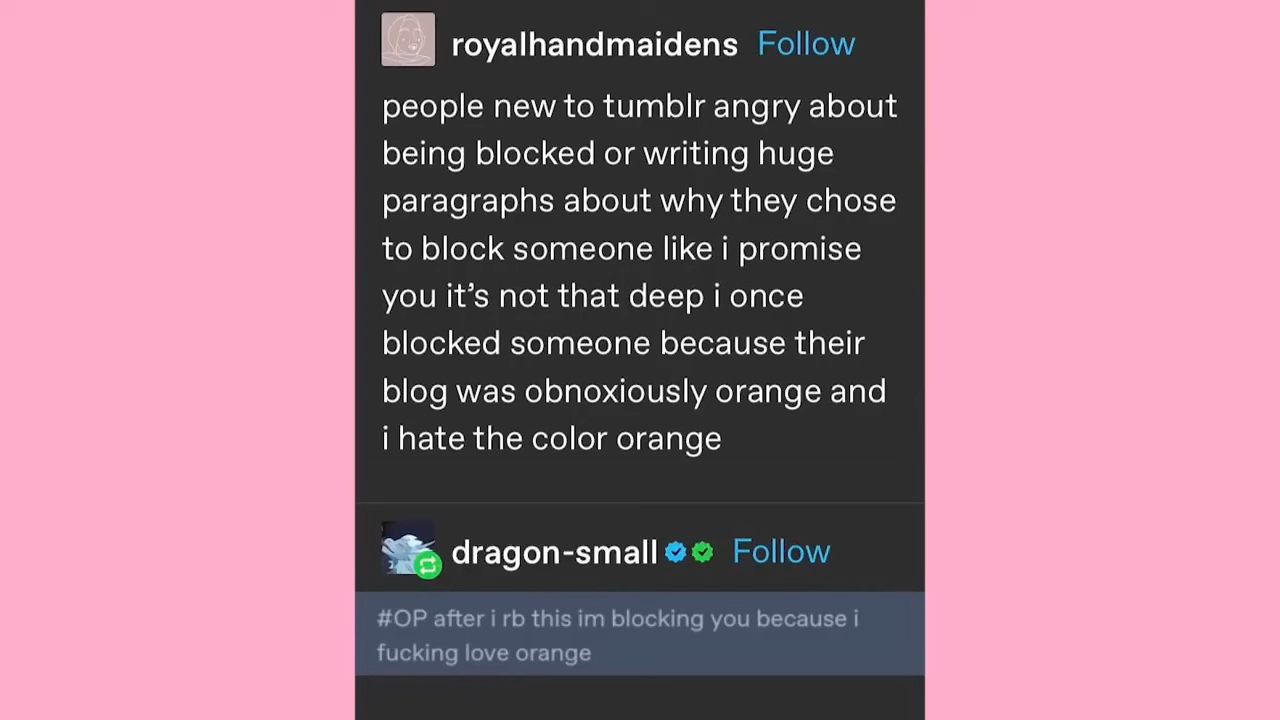 royalhandmaidens Follow
people new to tumblr angry about
being blocked or writing huge
paragraphs about why they chose
to block someone like i promise
you it’s not that deep i once
blocked someone because their
blog was obnoxiously orange and
i hate the color orange
dragon-small Follow
#OP after i rb this im blocking you because i
fucking love orange